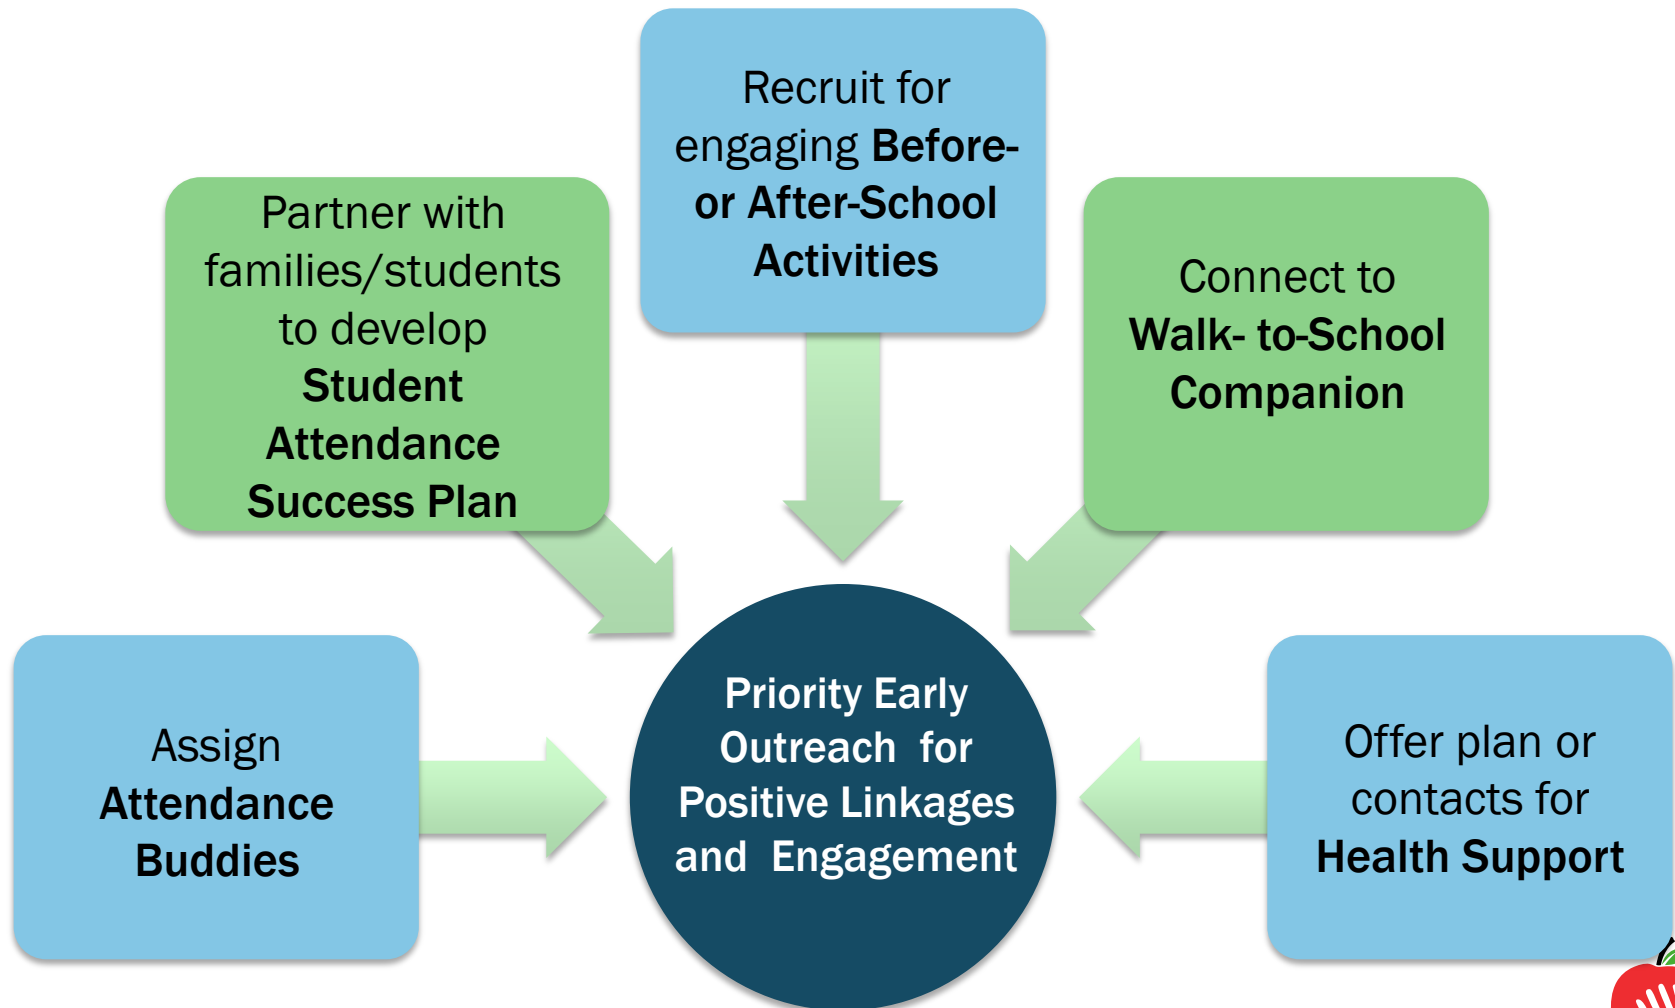 Recruit for
engaging Before-
or After-School
Activities
Partner with
families/students
to develop
Student
Attendance
Success Plan
Connect to
Walk- to-School
Companion
Assign
Attendance
Buddies
Priority Early
Outreach  for
Positive Linkages
and  Engagement
Offer plan or
contacts for
Health Support